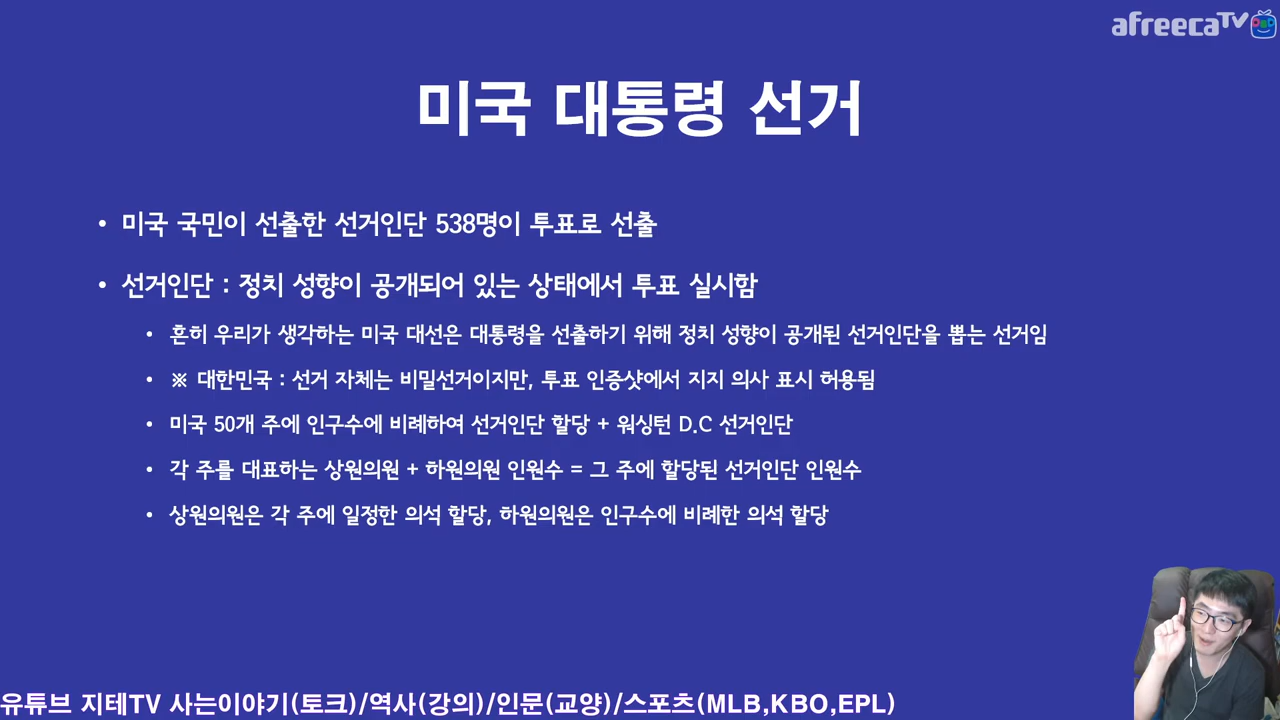 afreecaTV
미국 대통령 선거
• 미국 국민이 선출한 선거인단 538명이 투표로 선출
• 선거인단 : 정치 성향이 공개되어 있는 상태에서 투표 실시함
• 흔히 우리가 생각하는 미국 대선은 대통령을 선출하기 위해 정치 성향이 공개된 선거인단을 뽑는 선거임
• ※ 대한민국 : 선거 자체는 비밀선거이지만, 투표 인증샷에서 지지 의사 표시 허용됨
• 미국 50개 주에 인구수에 비례하여 선거인단 할당 + 워싱턴 D.C 선거인단
• 각 주를 대표하는 상원의원 + 하원의원 인원수 = 그 주에 할당된 선거인단 인원수
• 상원의원은 각 주에 일정한 의석 할당, 하원의원은 인구수에 비례한 의석 할당
유튜브 지테TV 사는이야기(토크)/역사(강의)/인문(교양)/스포츠(MLB,KBO,EPL)